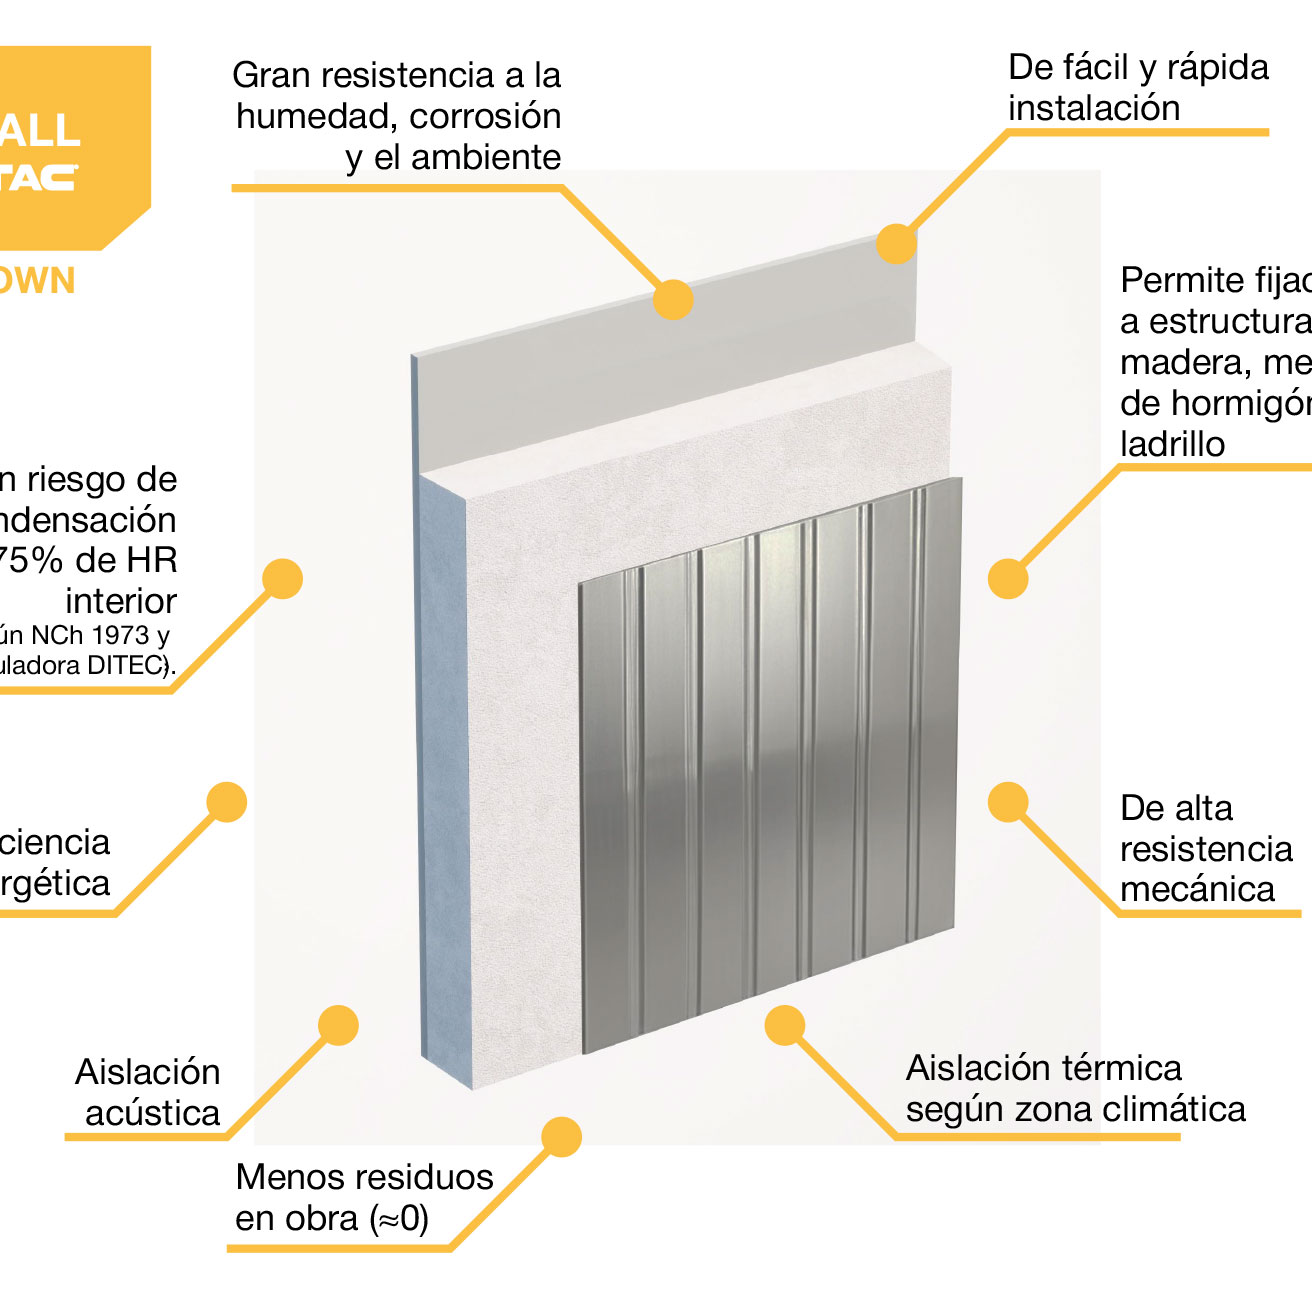 Gran resistencia a la
humedad, corrosión
y el ambiente
De fácil y rápida
instalación
ALL
TAC
OWN
Permite fijac
a estructura
madera, me
de hormigón
ladrillo
n riesgo de
ndensación
75% de HR
interior
ún NCh 1973 y
uladora DITEC).
ciencia
rgética
De alta
resistencia
mecánica
Aislación
acústica
Aislación térmica
según zona climática
Menos residuos
en obra (≈0)